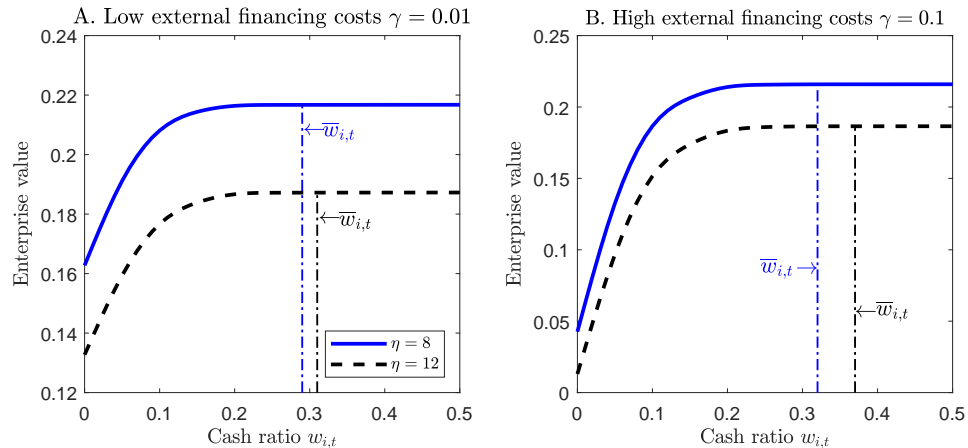 A. Low external financing costs γ = 0.01
Enterprise value
0.24
0.22
0.2
0.18
0.16
0.14
0.12
←w̅i,t
←w̅i,t
η = 8
η = 12
0 0.1 0.2 0.3 0.4 0.5
Cash ratio wi,t
B. High external financing costs γ = 0.1
Enterprise value
0.25
0.2
0.15
0.1
0.05
0
w̅i,t→
←w̅i,t
0 0.1 0.2 0.3 0.4 0.5
Cash ratio wi,t